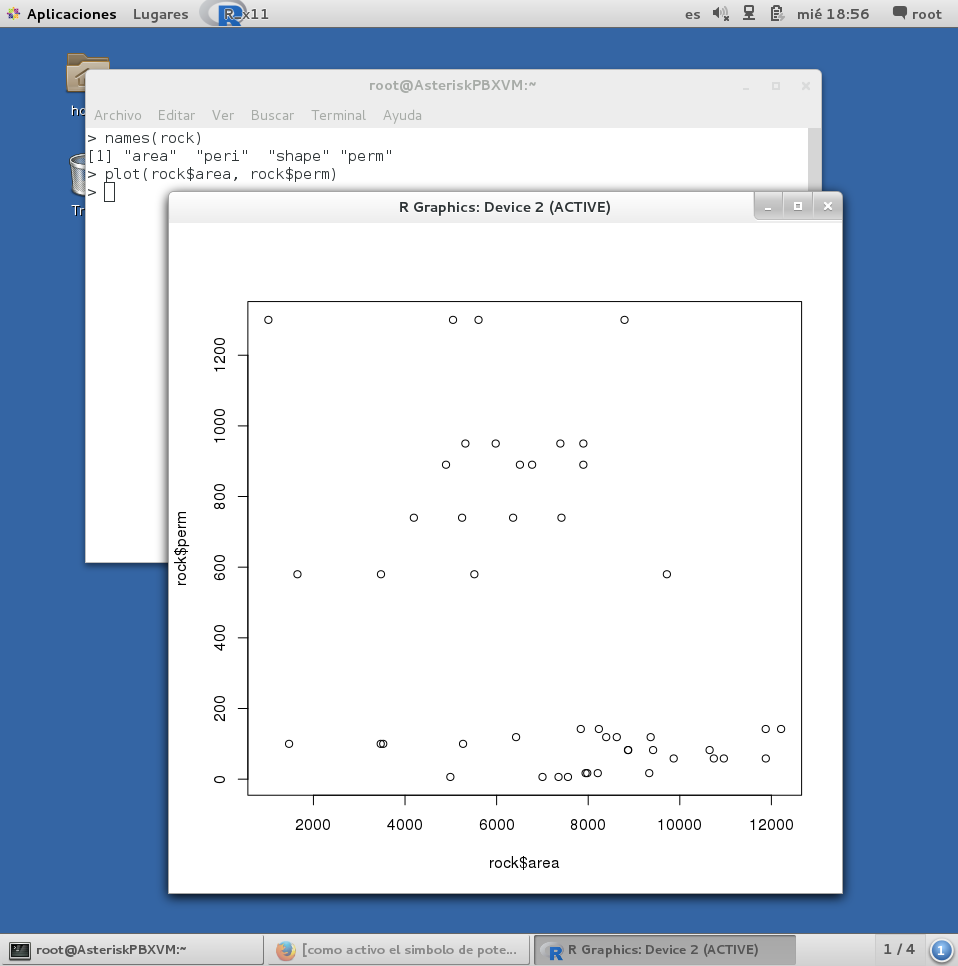 Aplicaciones Lugares R_x11 es mié 18:56 root
root@AsteriskPBXVM:~
Archivo Editar Ver Buscar Terminal Ayuda
> names(rock)
[1] "area"  "peri"  "shape" "perm"
> plot(rock$area, rock$perm)
>
R Graphics: Device 2 (ACTIVE)
1200
1000
800
600
400
200
0
rock$perm
2000 4000 6000 8000 10000 12000
rock$area
root@AsteriskPBXVM:~ [como activo el simbolo de pote... R Graphics: Device 2 (ACTIVE) 1 / 4 1